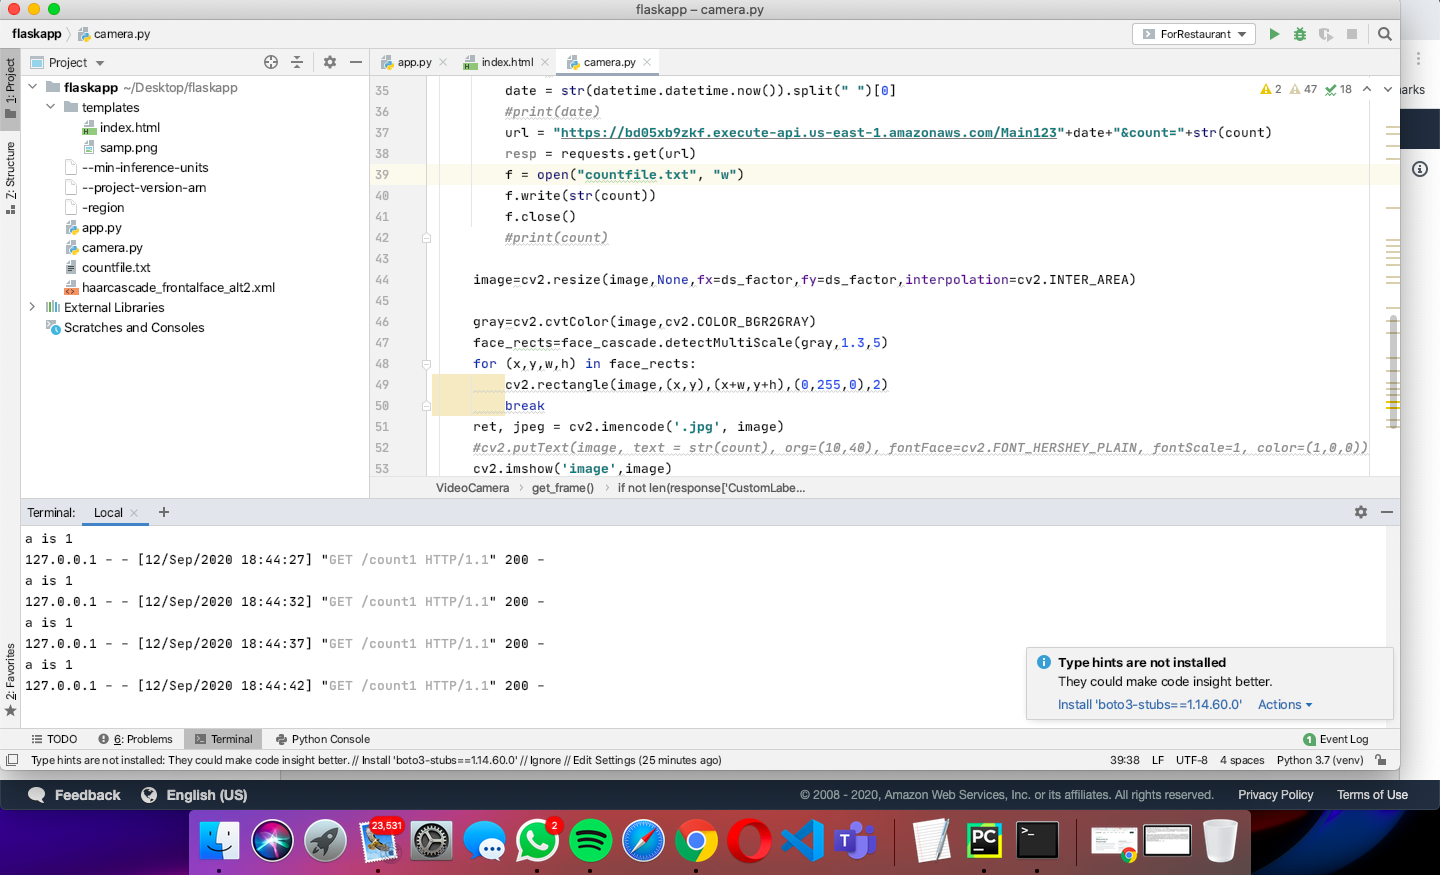 flaskapp – camera.py
flaskapp camera.py
ForRestaurant
Project
app.py
index.html
camera.py
arks
1: Project
Z: Structure
2: Favorites
flaskapp ~/Desktop/flaskapp
templates
index.html
samp.png
--min-inference-units
--project-version-arn
-region
app.py
camera.py
countfile.txt
haarcascade_frontalface_alt2.xml
External Libraries
Scratches and Consoles
2 47 18
35 date = str(datetime.datetime.now()).split(" ")[0]
36 #print(date)
37 url = "https://bd05xb9zkf.execute-api.us-east-1.amazonaws.com/Main123"+date+"&count="+str(count)
38 resp = requests.get(url)
39 f = open("countfile.txt", "w")
40 f.write(str(count))
41 f.close()
42 #print(count)
43
44 image=cv2.resize(image,None,fx=ds_factor,fy=ds_factor,interpolation=cv2.INTER_AREA)
45
46 gray=cv2.cvtColor(image,cv2.COLOR_BGR2GRAY)
47 face_rects=face_cascade.detectMultiScale(gray,1.3,5)
48 for (x,y,w,h) in face_rects:
49 cv2.rectangle(image,(x,y),(x+w,y+h),(0,255,0),2)
50 break
51 ret, jpeg = cv2.imencode('.jpg', image)
52 #cv2.putText(image, text = str(count), org=(10,40), fontFace=cv2.FONT_HERSHEY_PLAIN, fontScale=1, color=(1,0,0))
53 cv2.imshow('image',image)
VideoCamera get_frame() if not len(response['CustomLabe...
Terminal: Local
a is 1
127.0.0.1 - - [12/Sep/2020 18:44:27] "GET /count1 HTTP/1.1" 200 -
a is 1
127.0.0.1 - - [12/Sep/2020 18:44:32] "GET /count1 HTTP/1.1" 200 -
a is 1
127.0.0.1 - - [12/Sep/2020 18:44:37] "GET /count1 HTTP/1.1" 200 -
a is 1
127.0.0.1 - - [12/Sep/2020 18:44:42] "GET /count1 HTTP/1.1" 200 -
Type hints are not installed
They could make code insight better.
Install 'boto3-stubs==1.14.60.0' Actions
TODO 6: Problems Terminal Python Console
1 Event Log
Type hints are not installed: They could make code insight better. // Install 'boto3-stubs==1.14.60.0' // Ignore // Edit Settings (25 minutes ago)
39:38 LF UTF-8 4 spaces Python 3.7 (venv)
Feedback English (US)
© 2008 - 2020, Amazon Web Services, Inc. or its affiliates. All rights reserved. Privacy Policy Terms of Use
23,531
2
PC